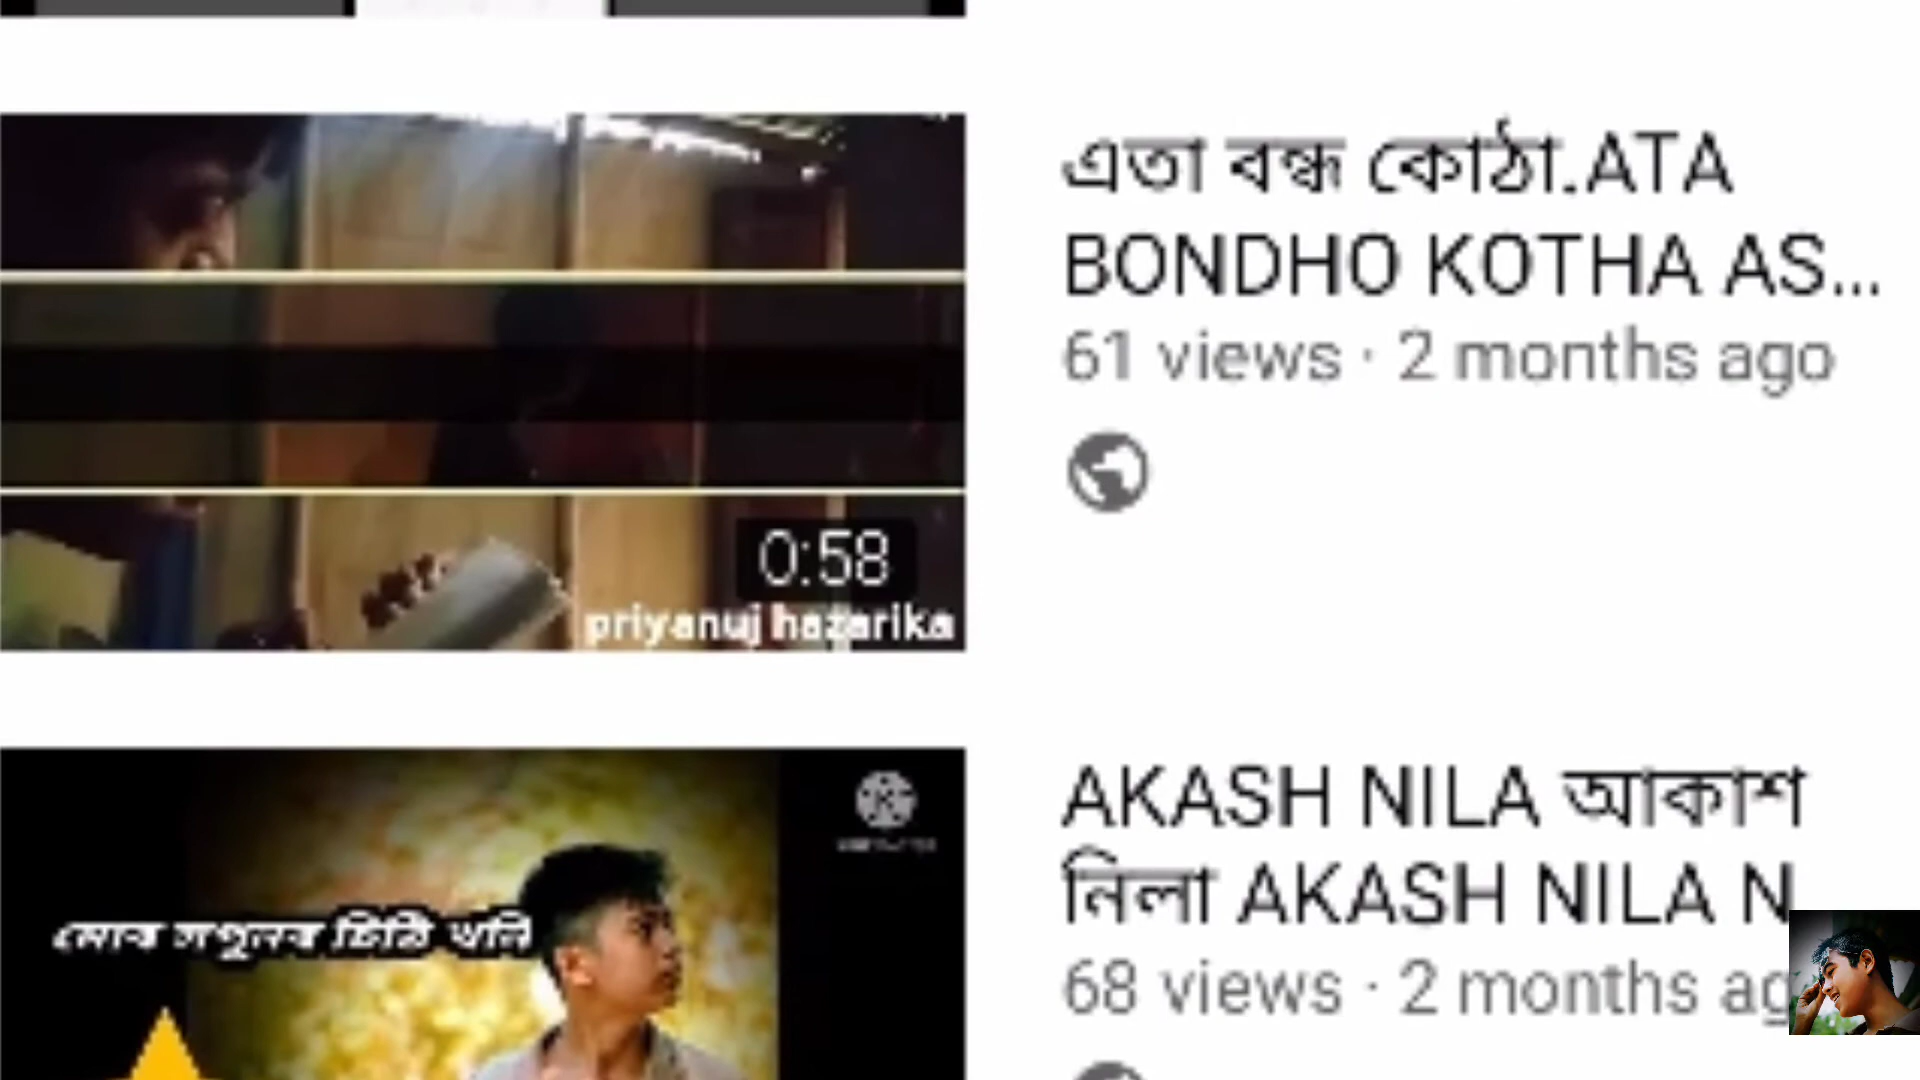 এতা বন্ধ কোঠা.ATA
BONDHO KOTHA AS...
61 views · 2 months ago
0:58
priyanuj hazarika
AKASH NILA আকাশ
নিলা AKASH NILA N
68 views · 2 months ag